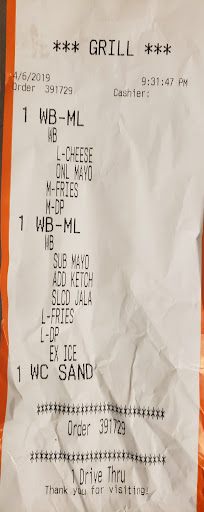 *** GRILL ***
4/6/2019 9:31:47 PM
Order 391729 Cashier:
1 WB-ML
WB
L-CHEESE
ONL MAYO
M-FRIES
M-DP
1 WB-ML
WB
SUB MAYO
ADD KETCH
SLCD JALA
L-FRIES
L-DP
EX ICE
1 WC SAND
*********************
Order 391729
*********************
1 Drive Thru
Thank you for visiting!